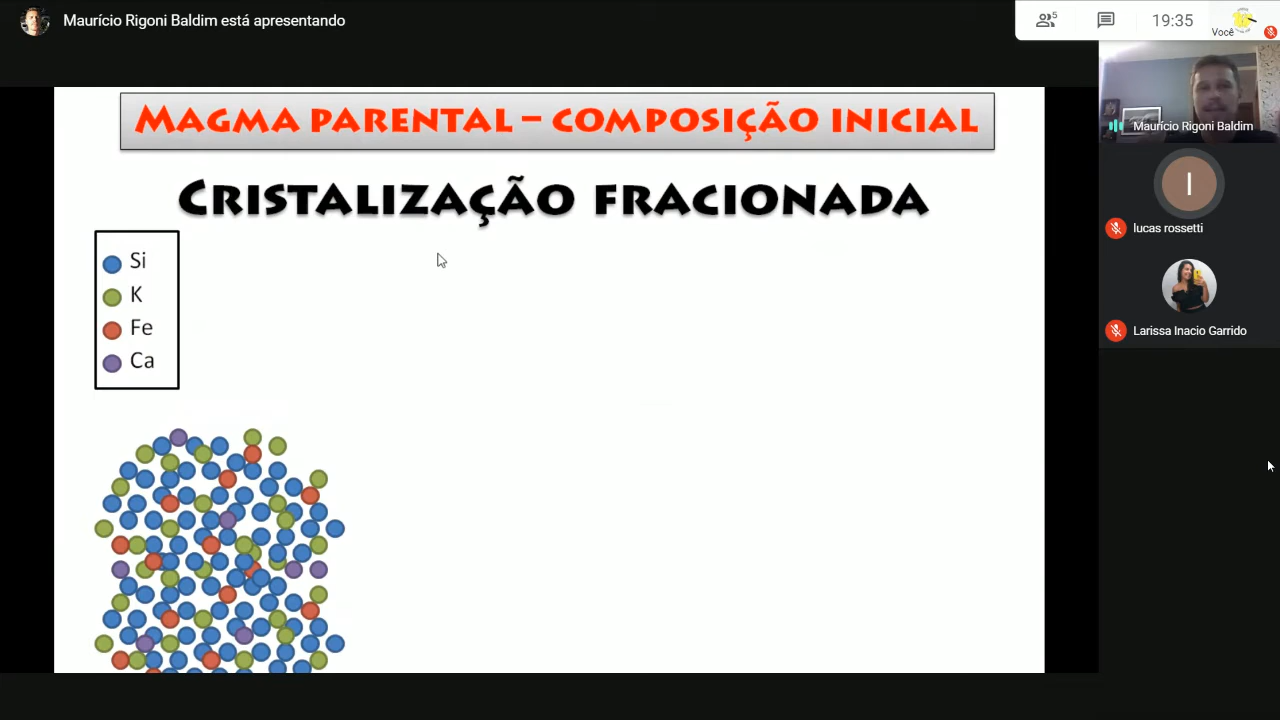 Maurício Rigoni Baldim está apresentando
5
19:35
Você
MAGMA PARENTAL – COMPOSIÇÃO INICIAL
CRISTALIZAÇÃO FRACIONADA
Si
K
Fe
Ca
Maurício Rigoni Baldim
l
lucas rossetti
Larissa Inacio Garrido